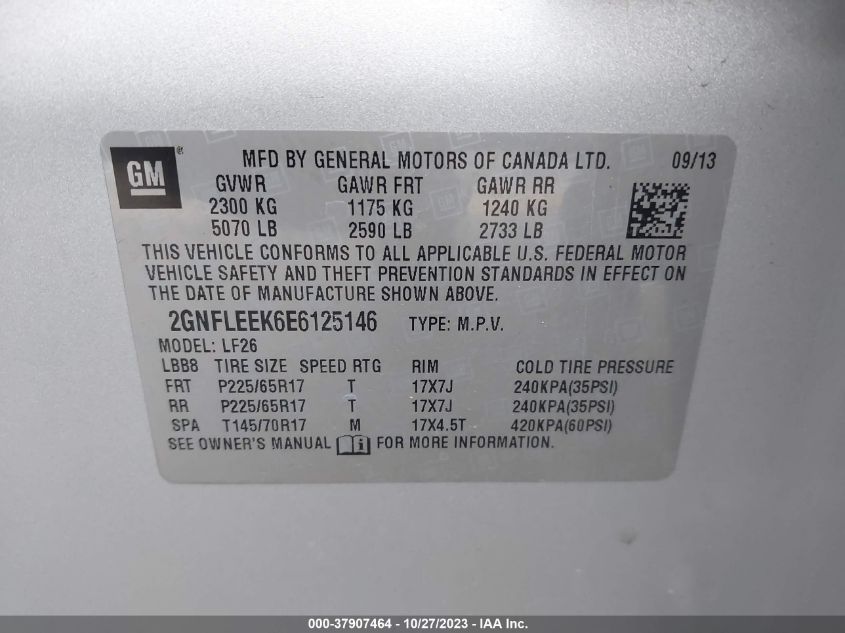 GM ® MFD BY GENERAL MOTORS OF CANADA LTD. 09/13
GVWR GAWR FRT GAWR RR
2300 KG 1175 KG 1240 KG
5070 LB 2590 LB 2733 LB
THIS VEHICLE CONFORMS TO ALL APPLICABLE U.S. FEDERAL MOTOR
VEHICLE SAFETY AND THEFT PREVENTION STANDARDS IN EFFECT ON
THE DATE OF MANUFACTURE SHOWN ABOVE.
2GNFLEEK6E6125146 TYPE: M.P.V.
MODEL: LF26
LBB8 TIRE SIZE SPEED RTG RIM COLD TIRE PRESSURE
FRT P225/65R17 T 17X7J 240KPA(35PSI)
RR P225/65R17 T 17X7J 240KPA(35PSI)
SPA T145/70R17 M 17X4.5T 420KPA(60PSI)
SEE OWNER'S MANUAL FOR MORE INFORMATION.
000-37907464 - 10/27/2023 - IAA Inc.